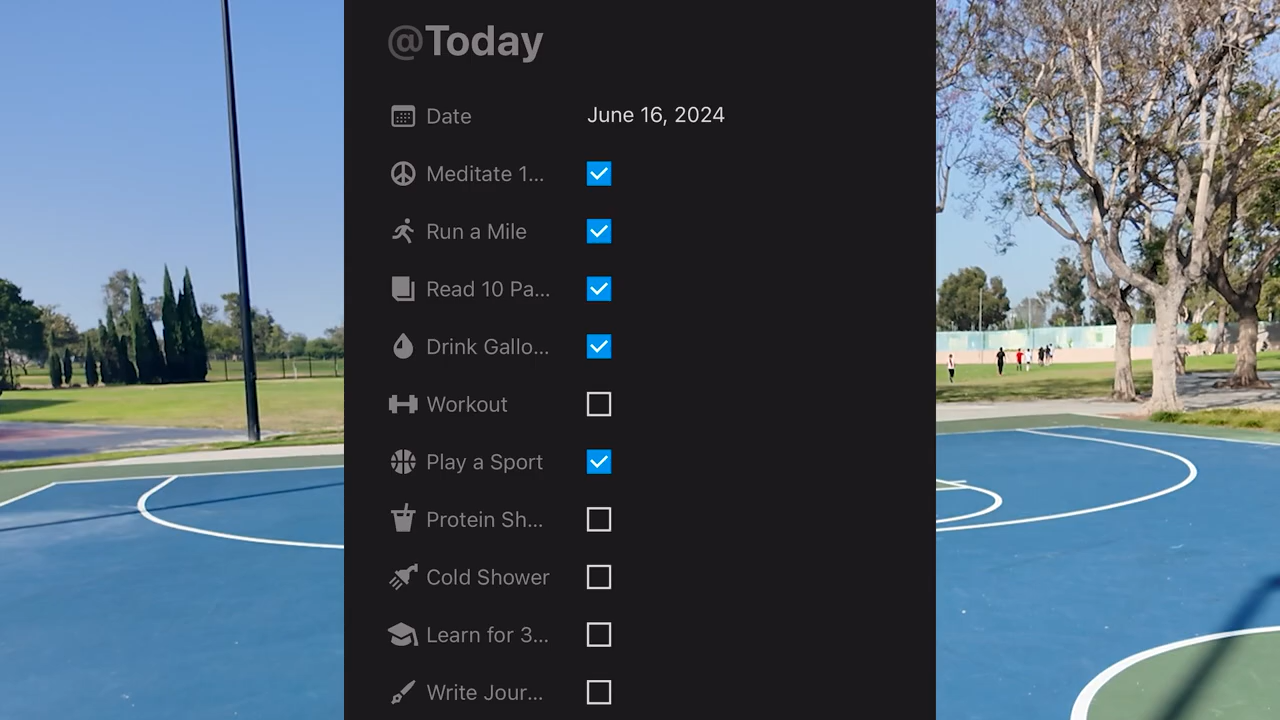 @Today
Date June 16, 2024
Meditate 1...
Run a Mile
Read 10 Pa...
Drink Gallo...
Workout
Play a Sport
Protein Sh...
Cold Shower
Learn for 3...
Write Jour...